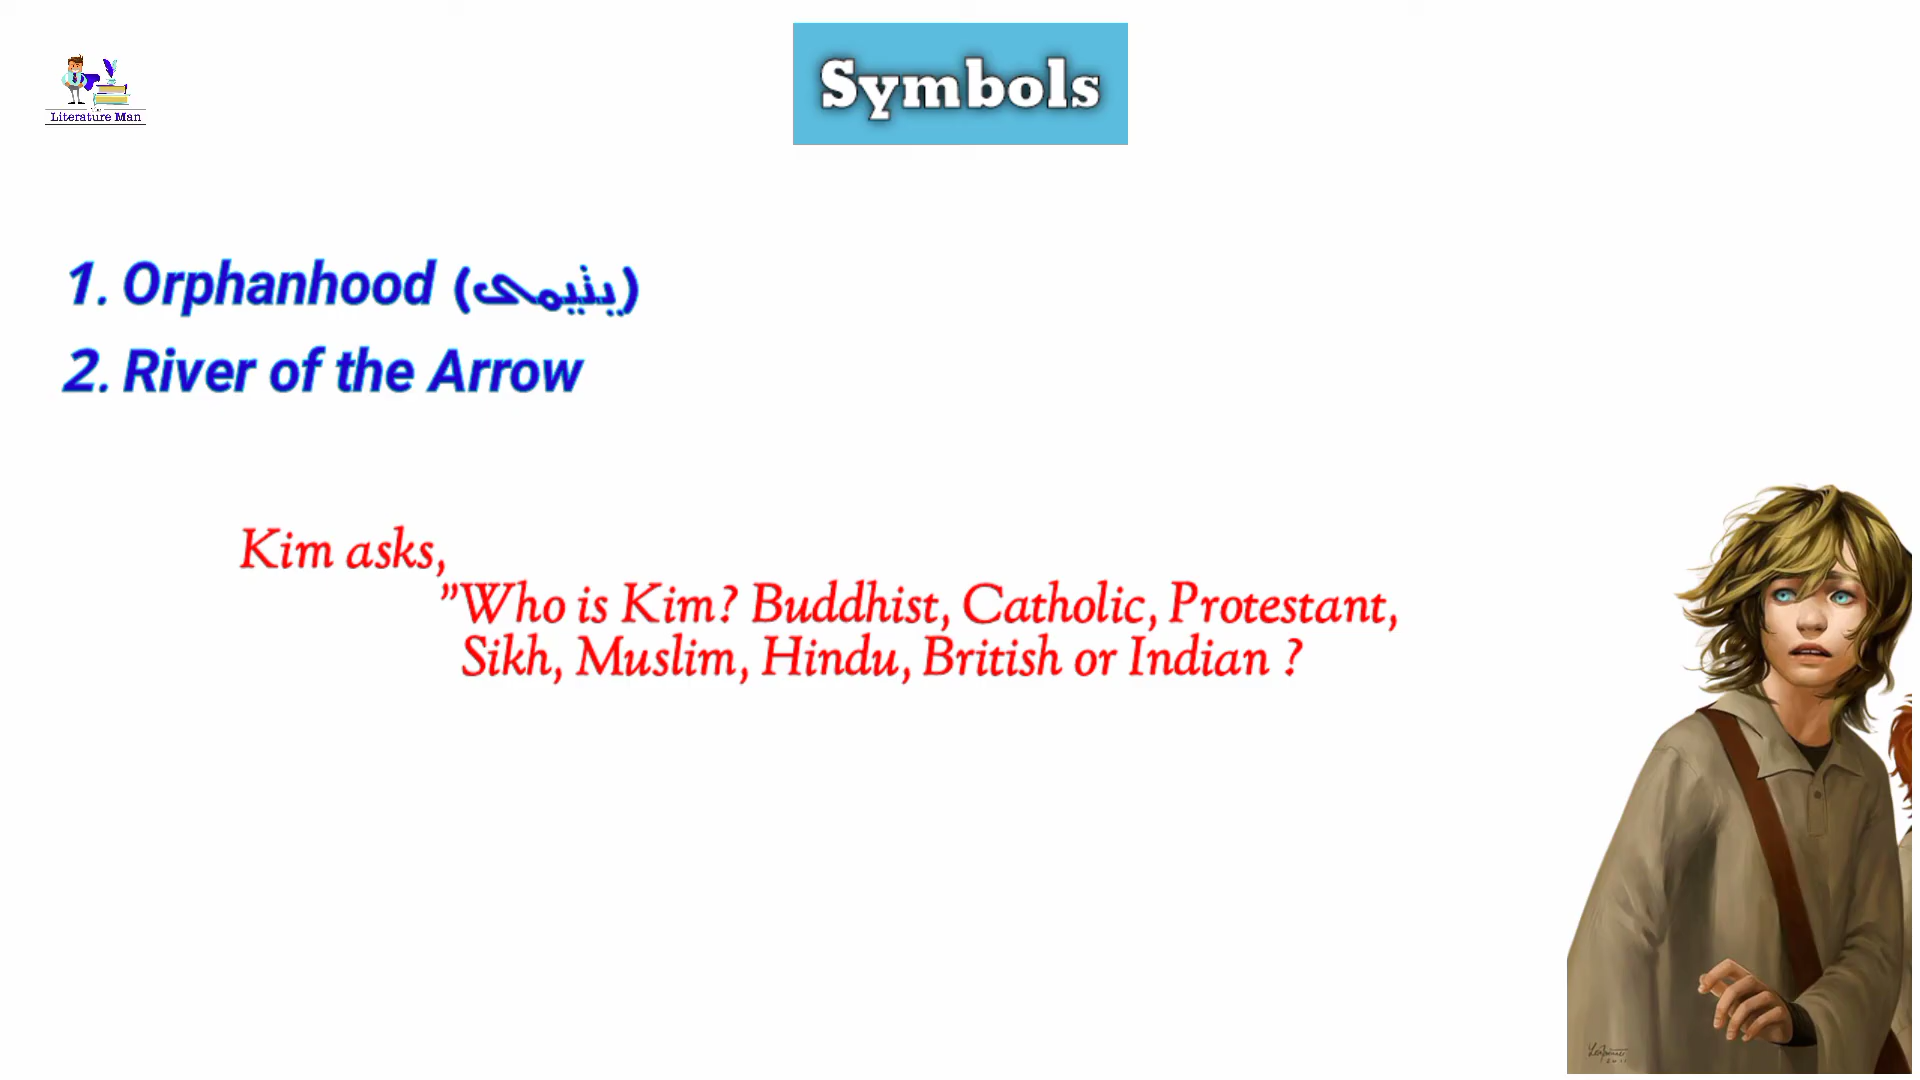 Literature Man
Symbols
1. Orphanhood (یتیمی)
2. River of the Arrow
Kim asks,
"Who is Kim? Buddhist, Catholic, Protestant,
Sikh, Muslim, Hindu, British or Indian ?